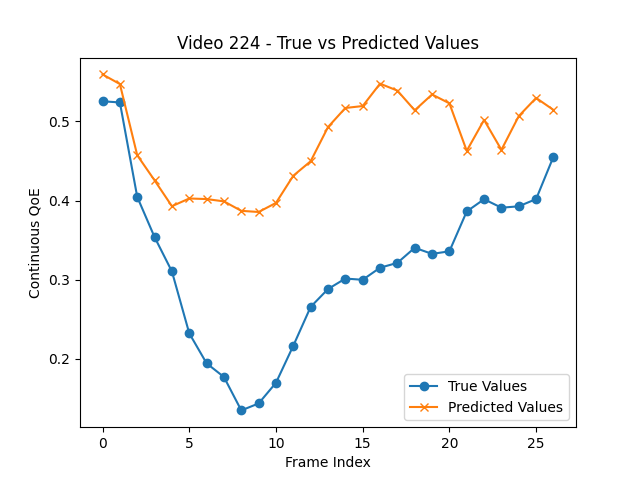 Video 224 - True vs Predicted Values
Continuous QoE
0.5
0.4
0.3
0.2
0 5 10 15 20 25
Frame Index
True Values
Predicted Values